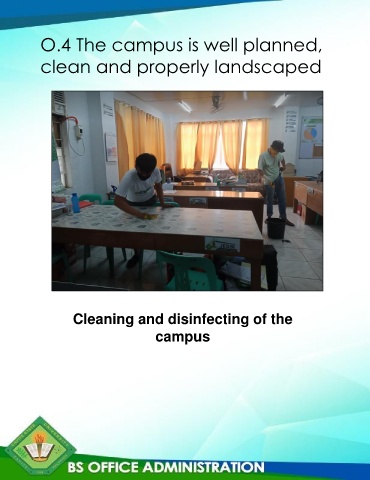 O.4 The campus is well planned,
clean and properly landscaped
Cleaning and disinfecting of the
campus
BS OFFICE ADMINISTRATION